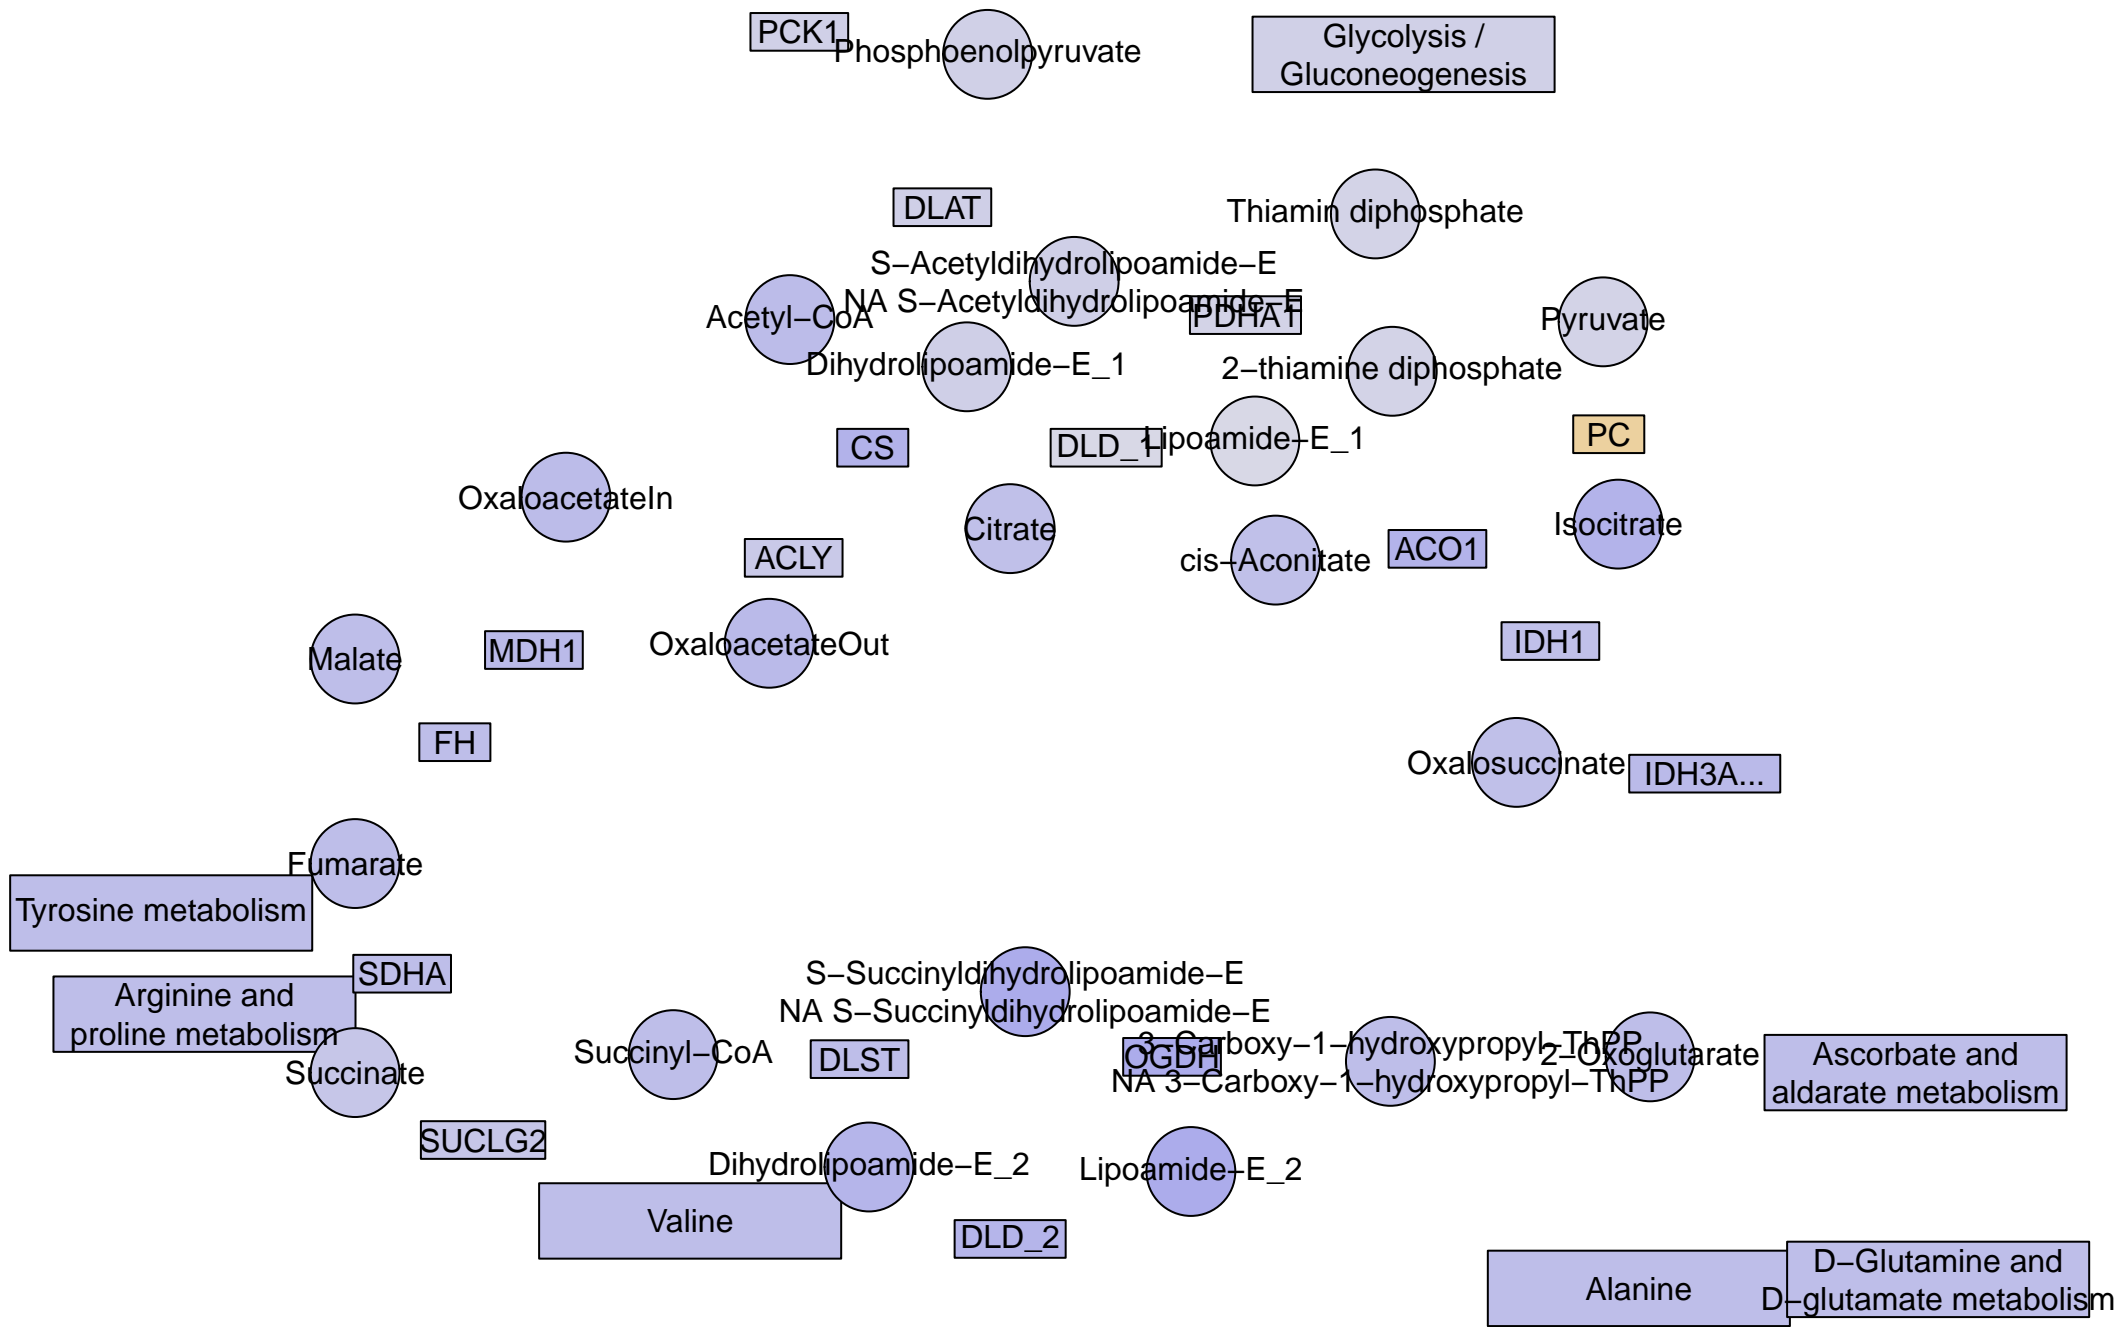 PCK1
Phosphoenolpyruvate
Glycolysis /
Gluconeogenesis
DLAT
Thiamin diphosphate
S−Acetyldihydrolipoamide−E
NA S−Acetyldihydrolipoamide−E
PDHA1
Acetyl−CoA
Pyruvate
Dihydrolipoamide−E_1
2−thiamine diphosphate
CS
DLD_1
Lipoamide−E_1
PC
OxaloacetateIn
Citrate
Isocitrate
ACLY
cis−Aconitate
ACO1
Malate
MDH1
OxaloacetateOut
IDH1
FH
Oxalosuccinate
IDH3A...
Fumarate
Tyrosine metabolism
SDHA
Arginine and
proline metabolism
S−Succinyldihydrolipoamide−E
NA S−Succinyldihydrolipoamide−E
Succinate
Succinyl−CoA
DLST
OGDH
3−Carboxy−1−hydroxypropyl−ThPP
NA 3−Carboxy−1−hydroxypropyl−ThPP
2−Oxoglutarate
Ascorbate and
aldarate metabolism
SUCLG2
Dihydrolipoamide−E_2
Lipoamide−E_2
Valine
DLD_2
Alanine
D−Glutamine and
D−glutamate metabolism